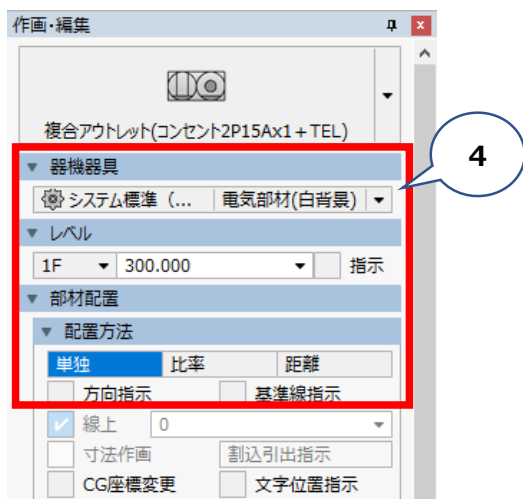 作画・編集
複合アウトレット(コンセント2P15Ax1+TEL)
4
器機器具
システム標準 (... 電気部材(白背景)
レベル
1F 300.000 指示
部材配置
配置方法
単独 比率 距離
方向指示 基準線指示
線上 0
寸法作画 割込引出指示
CG座標変更 文字位置指示